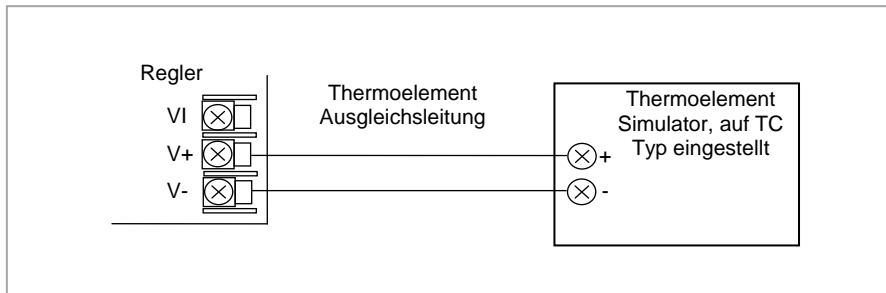 Regler
VI
V+
V-
Thermoelement
Ausgleichsleitung
Thermoelement
Simulator, auf TC
Typ eingestellt
+
-